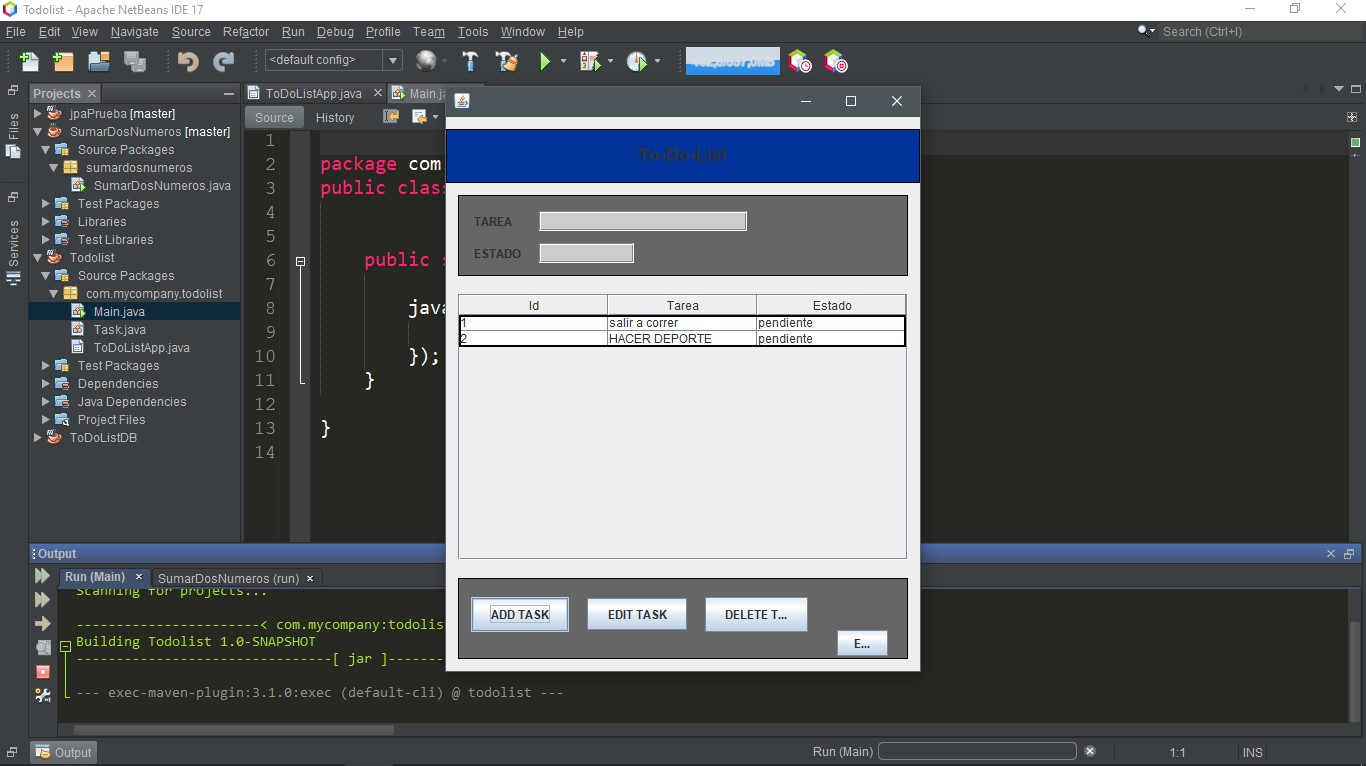 Todolist - Apache NetBeans IDE 17
File Edit View Navigate Source Refactor Run Debug Profile Team Tools Window Help
Search (Ctrl+I)
<default config>
Files
Services
Projects
jpaPrueba [master]
SumarDosNumeros [master]
Source Packages
sumardosnumeros
SumarDosNumeros.java
Test Packages
Libraries
Test Libraries
Todolist
Source Packages
com.mycompany.todolist
Main.java
Task.java
ToDoListApp.java
Test Packages
Dependencies
Java Dependencies
Project Files
ToDoListDB
ToDoListApp.java
Main.ja
Source History
1
2 package com
3 public class
4
5
6 public s
7
8 java
9
10 });
11 }
12
13 }
14
To-Do-List
TAREA
ESTADO
Id Tarea Estado
1 salir a correr pendiente
2 HACER DEPORTE pendiente
ADD TASK EDIT TASK DELETE T...
E...
Output
Run (Main) SumarDosNumeros (run)
Scanning for projects...
-----------------------< com.mycompany:todolis
Building Todolist 1.0-SNAPSHOT
--------------------------------[ jar ]-------
--- exec-maven-plugin:3.1.0:exec (default-cli) @ todolist ---
Output
Run (Main)
1:1
INS